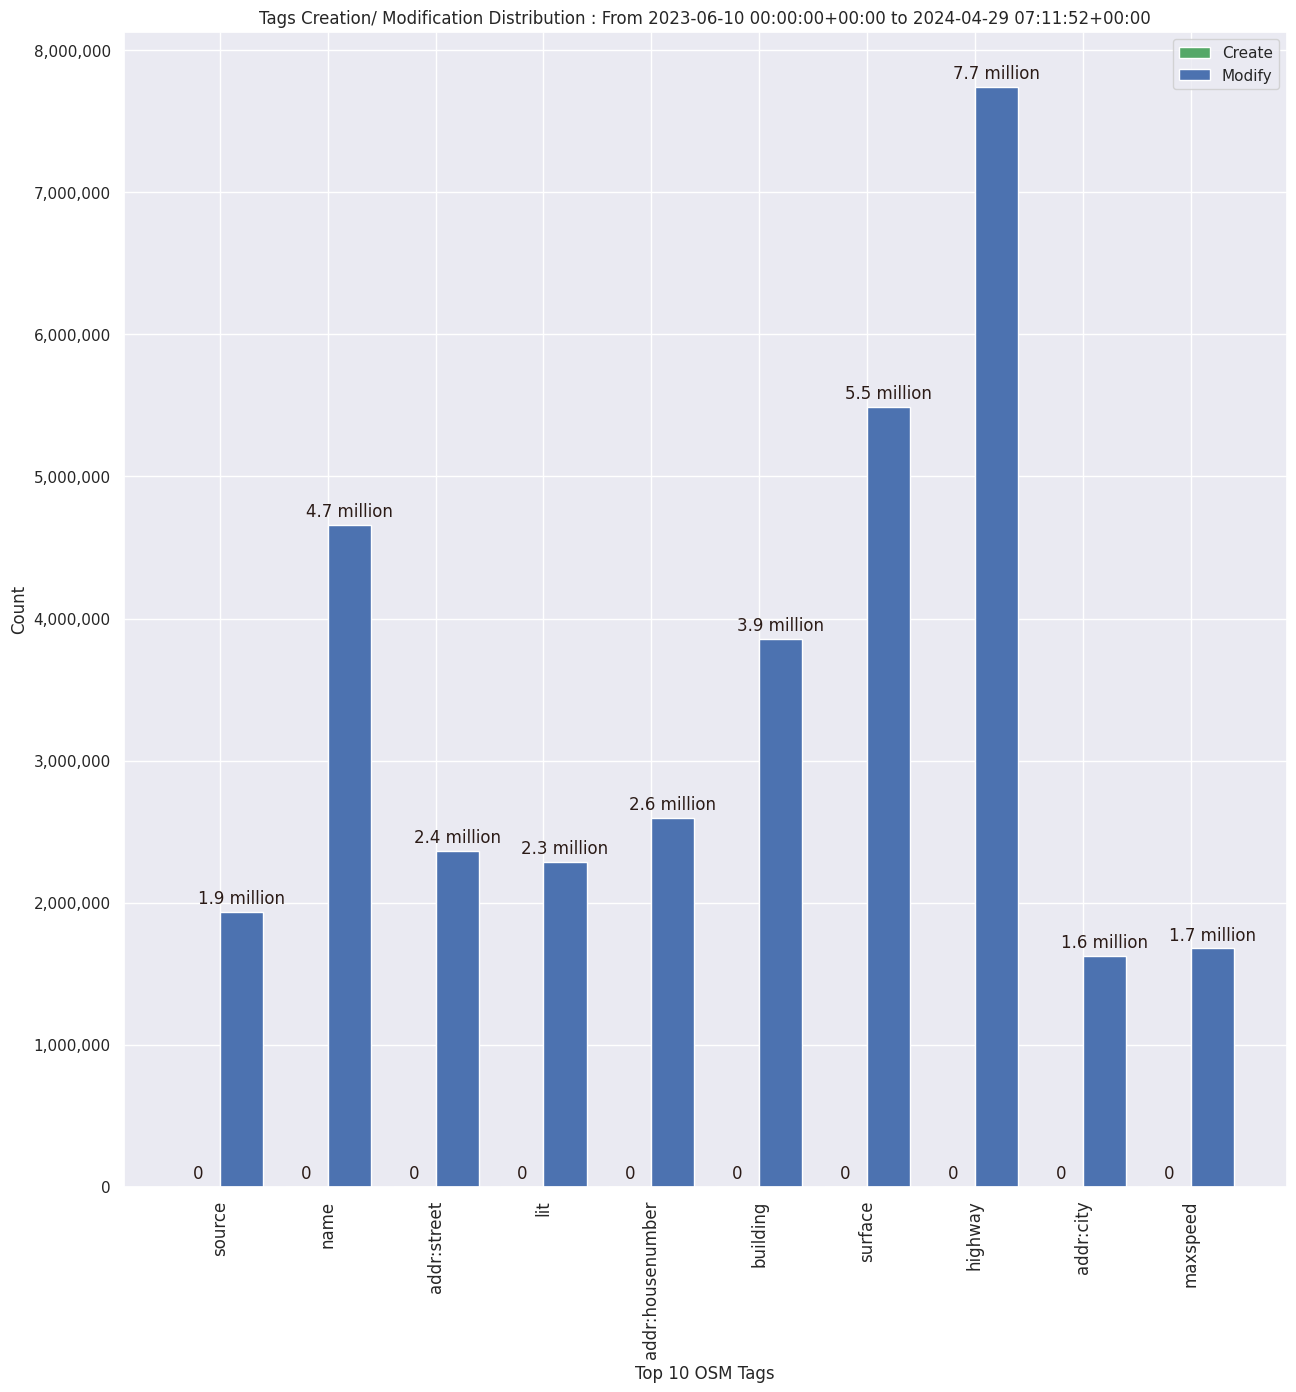 Tags Creation/ Modification Distribution : From 2023-06-10 00:00:00+00:00 to 2024-04-29 07:11:52+00:00
Create
Modify
Count
8,000,000
7,000,000
6,000,000
5,000,000
4,000,000
3,000,000
2,000,000
1,000,000
0
0
1.9 million
0
4.7 million
0
2.4 million
0
2.3 million
0
2.6 million
0
3.9 million
0
5.5 million
0
7.7 million
0
1.6 million
0
1.7 million
source
name
addr:street
lit
addr:housenumber
building
surface
highway
addr:city
maxspeed
Top 10 OSM Tags